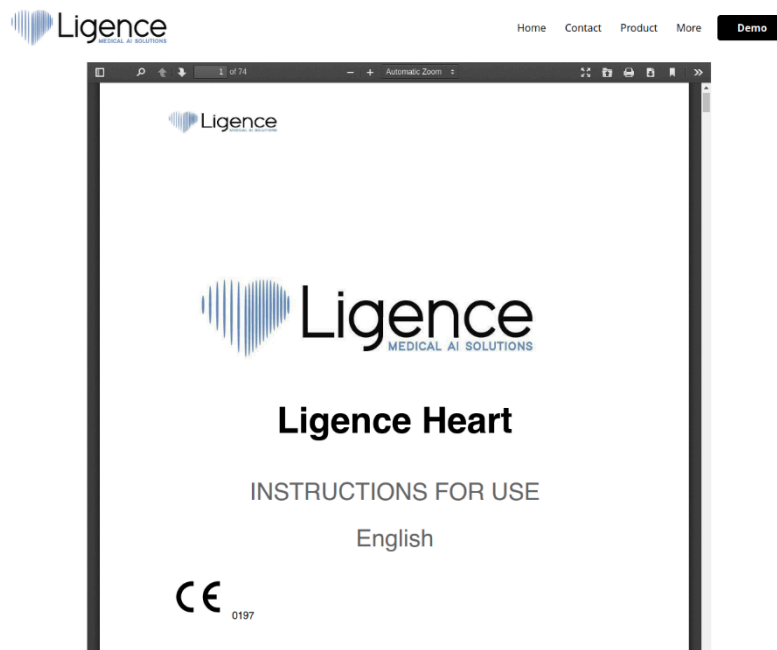 Ligence
MEDICAL AI SOLUTIONS
Home Contact Product More Demo
1 of 74 Automatic Zoom
Ligence
MEDICAL AI SOLUTIONS
Ligence
MEDICAL AI SOLUTIONS
Ligence Heart
INSTRUCTIONS FOR USE
English
CE 0197